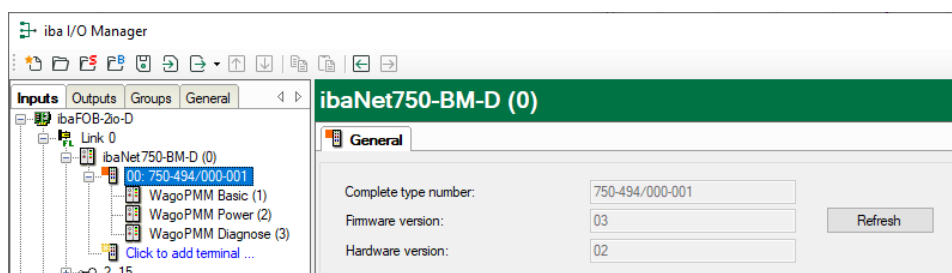 iba I/O Manager
Inputs Outputs Groups General
ibaFOB-2io-D
Link 0
ibaNet750-BM-D (0)
00: 750-494/000-001
WagoPMM Basic (1)
WagoPMM Power (2)
WagoPMM Diagnose (3)
Click to add terminal ...
2..15
ibaNet750-BM-D (0)
General
Complete type number: 750-494/000-001
Firmware version: 03 Refresh
Hardware version: 02